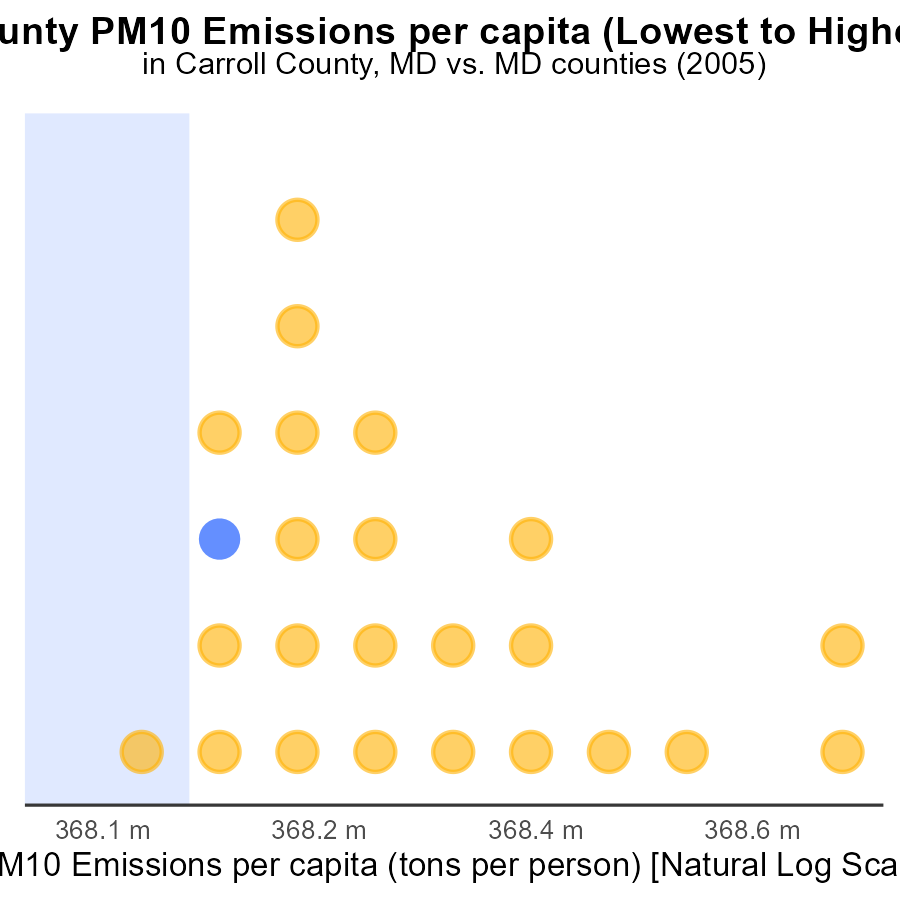 unty PM10 Emissions per capita (Lowest to Highe
in Carroll County, MD vs. MD counties (2005)
368.1 m 368.2 m 368.4 m 368.6 m
M10 Emissions per capita (tons per person) [Natural Log Sca